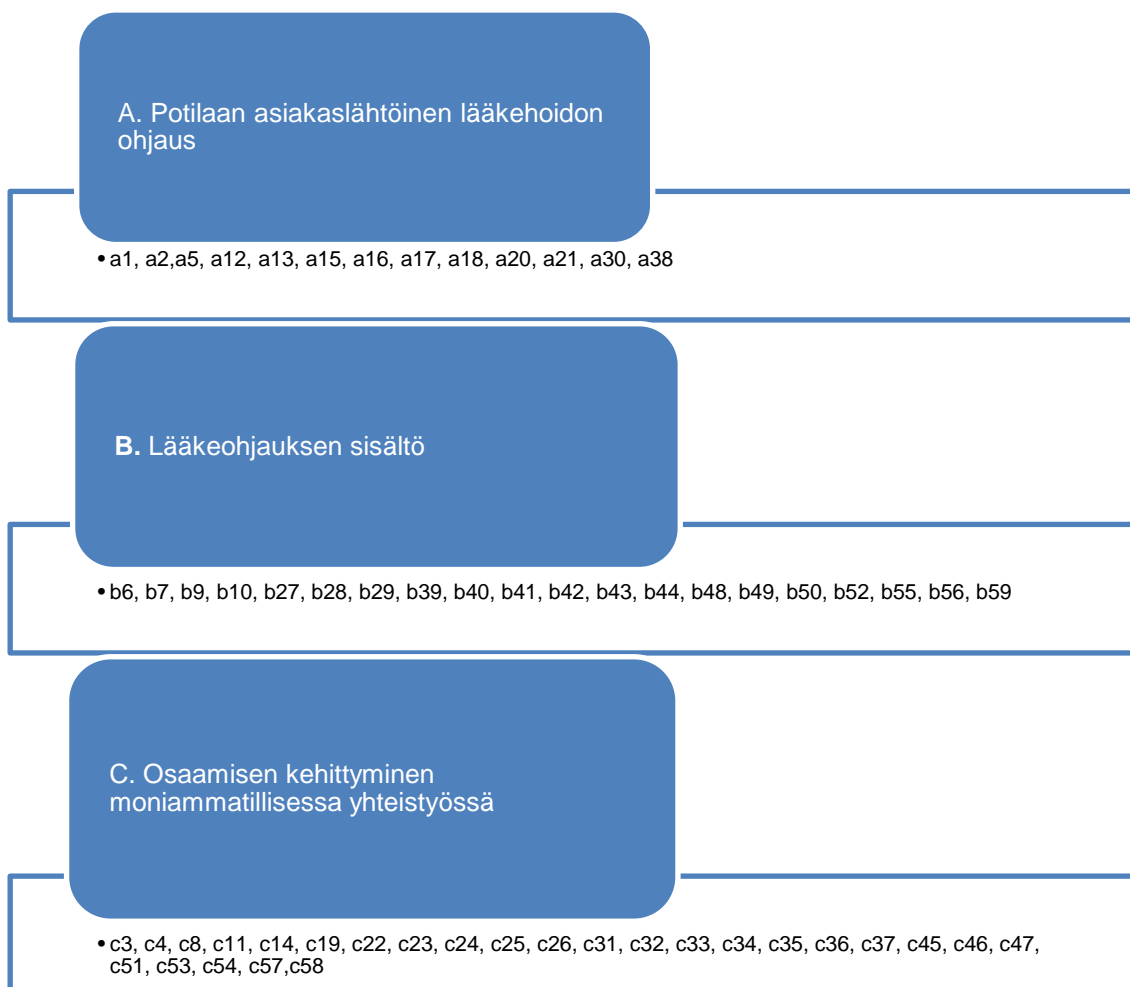 A. Potilaan asiakaslähtöinen lääkehoidon
ohjaus
• a1, a2,a5, a12, a13, a15, a16, a17, a18, a20, a21, a30, a38
B. Lääkeohjauksen sisältö
• b6, b7, b9, b10, b27, b28, b29, b39, b40, b41, b42, b43, b44, b48, b49, b50, b52, b55, b56, b59
C. Osaamisen kehittyminen
moniammatillisessa yhteistyössä
• c3, c4, c8, c11, c14, c19, c22, c23, c24, c25, c26, c31, c32, c33, c34, c35, c36, c37, c45, c46, c47,
c51, c53, c54, c57,c58